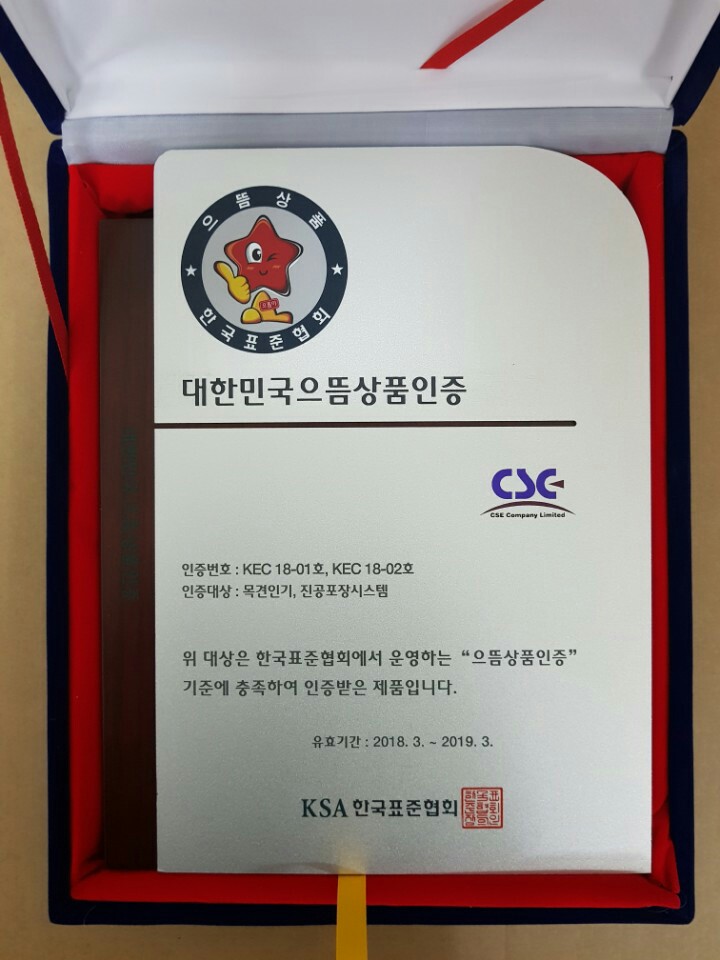 으뜸상품
한국표준협회
대한민국으뜸상품인증
CSE
CSE Company Limited
인증번호 : KEC 18-01호, KEC 18-02호
인증대상 : 목견인기, 진공포장시스템
위 대상은 한국표준협회에서 운영하는 “으뜸상품인증”
기준에 충족하여 인증받은 제품입니다.
유효기간 : 2018. 3. ~ 2019. 3.
KSA 한국표준협회